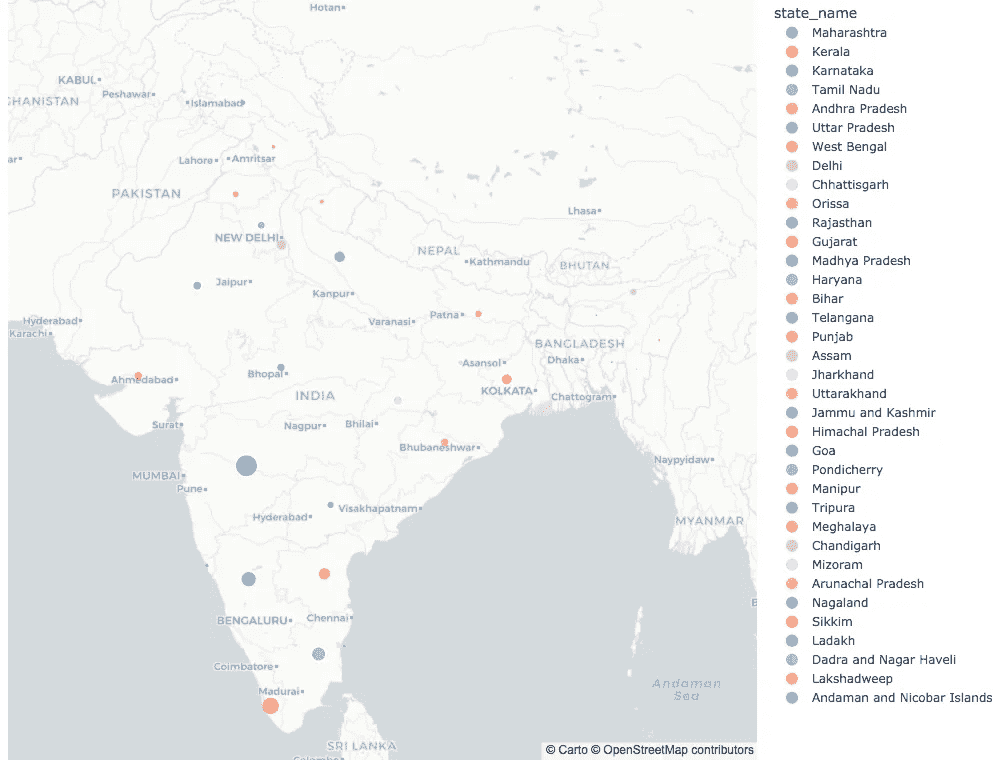 Hotan
KABUL
Peshawar
Islamabad
GHANISTAN
Lahore
Amritsar
ar
PAKISTAN
Lhasa
NEW DELHI
NEPAL
Kathmandu
BHUTAN
Jaipur
Kanpur
Hyderabad
Karachi
Varanasi
Patna
BANGLADESH
Dhaka
Asansol
Ahmedabad
Bhopal
INDIA
KOLKATA
Chattogram
Surat
Nagpur
Bhilai
Bhubaneshwar
Naypyidaw
MUMBAI
Pune
Hyderabad
Visakhapatnam
MYANMAR
BENGALURU
Chennai
B
Coimbatore
Madurai
Andaman
Sea
SRI LANKA
Colombo
© Carto © OpenStreetMap contributors
state_name
Maharashtra
Kerala
Karnataka
Tamil Nadu
Andhra Pradesh
Uttar Pradesh
West Bengal
Delhi
Chhattisgarh
Orissa
Rajasthan
Gujarat
Madhya Pradesh
Haryana
Bihar
Telangana
Punjab
Assam
Jharkhand
Uttarakhand
Jammu and Kashmir
Himachal Pradesh
Goa
Pondicherry
Manipur
Tripura
Meghalaya
Chandigarh
Mizoram
Arunachal Pradesh
Nagaland
Sikkim
Ladakh
Dadra and Nagar Haveli
Lakshadweep
Andaman and Nicobar Islands